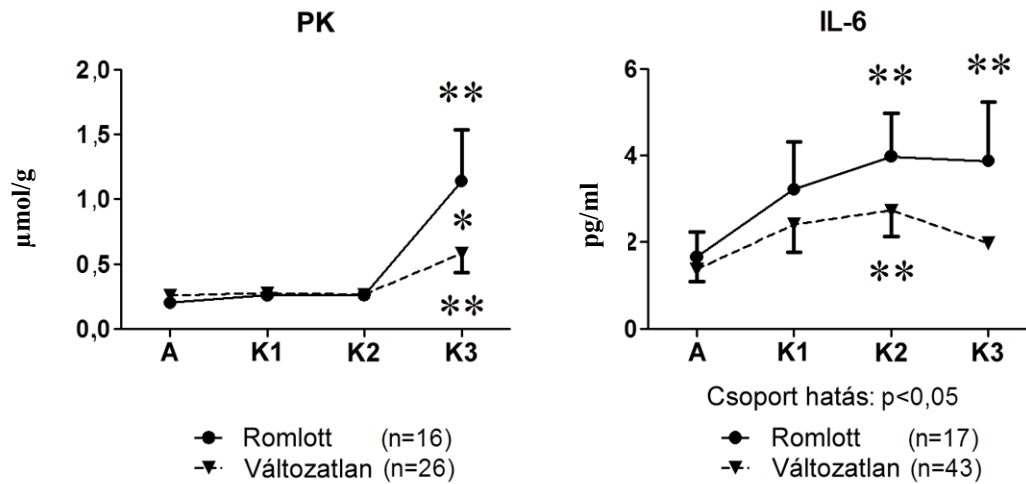 PK
2,0
**
1,5
µmol/g
1,0
*
0,5
**
0,0
A K1 K2 K3
Romlott (n=16)
Változatlan (n=26)
IL-6
6
** **
4
pg/ml
2
**
0
A K1 K2 K3
Csoport hatás: p<0,05
Romlott (n=17)
Változatlan (n=43)